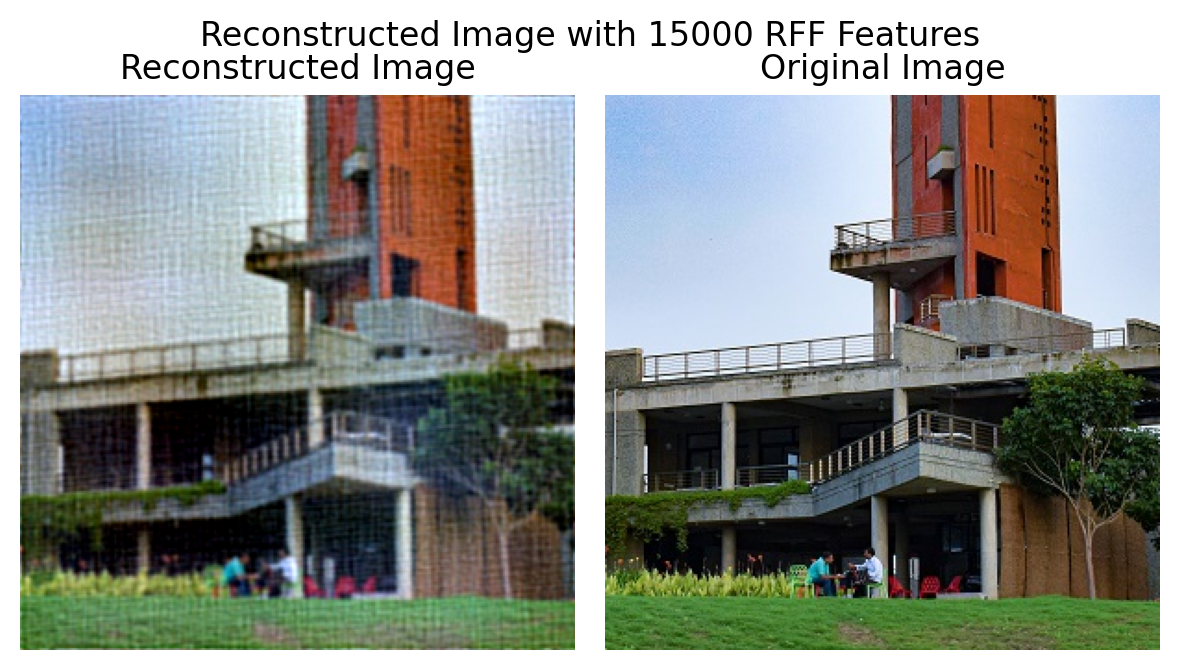 Reconstructed Image with 15000 RFF Features
Reconstructed Image
Original Image